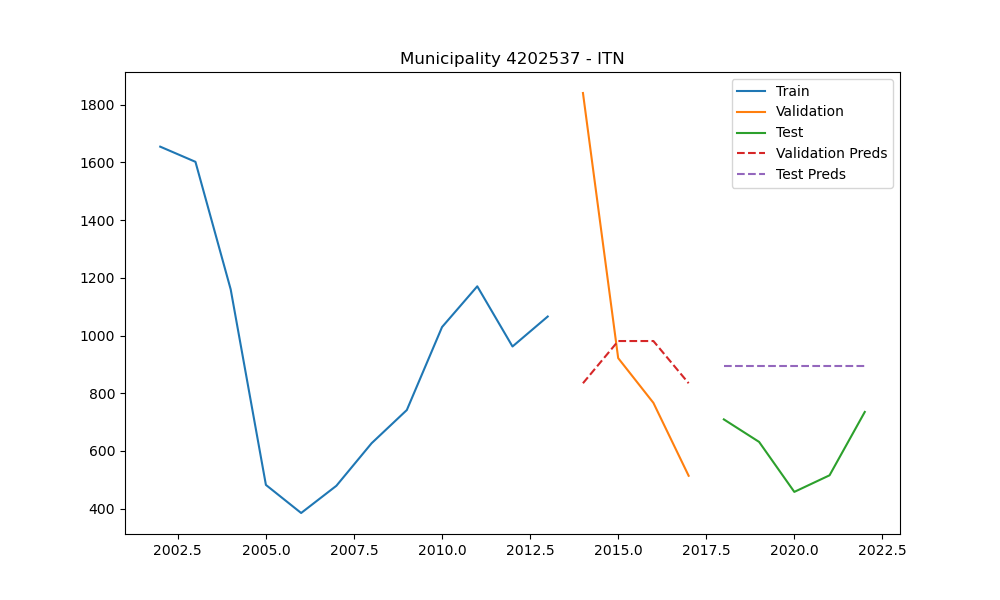 Municipality 4202537 - ITN
Train
Validation
Test
Validation Preds
Test Preds
1800
1600
1400
1200
1000
800
600
400
2002.5 2005.0 2007.5 2010.0 2012.5 2015.0 2017.5 2020.0 2022.5